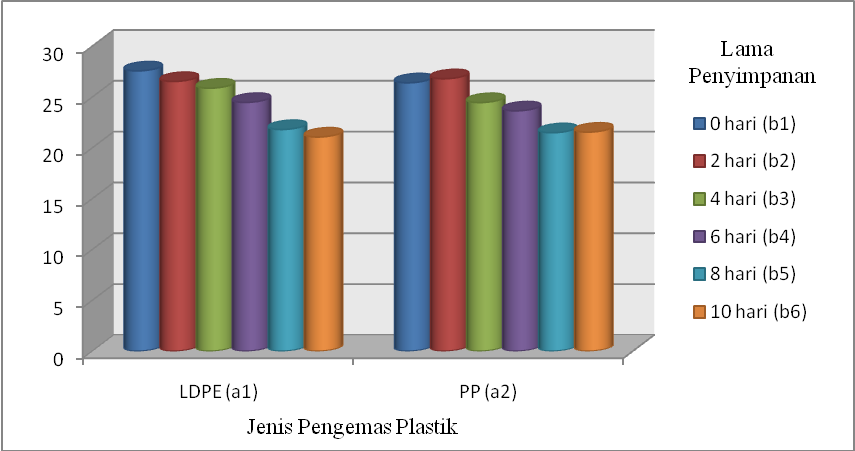 30
25
20
15
10
5
0
LDPE (a1)
PP (a2)
Jenis Pengemas Plastik
Lama
Penyimpanan
0 hari (b1)
2 hari (b2)
4 hari (b3)
6 hari (b4)
8 hari (b5)
10 hari (b6)